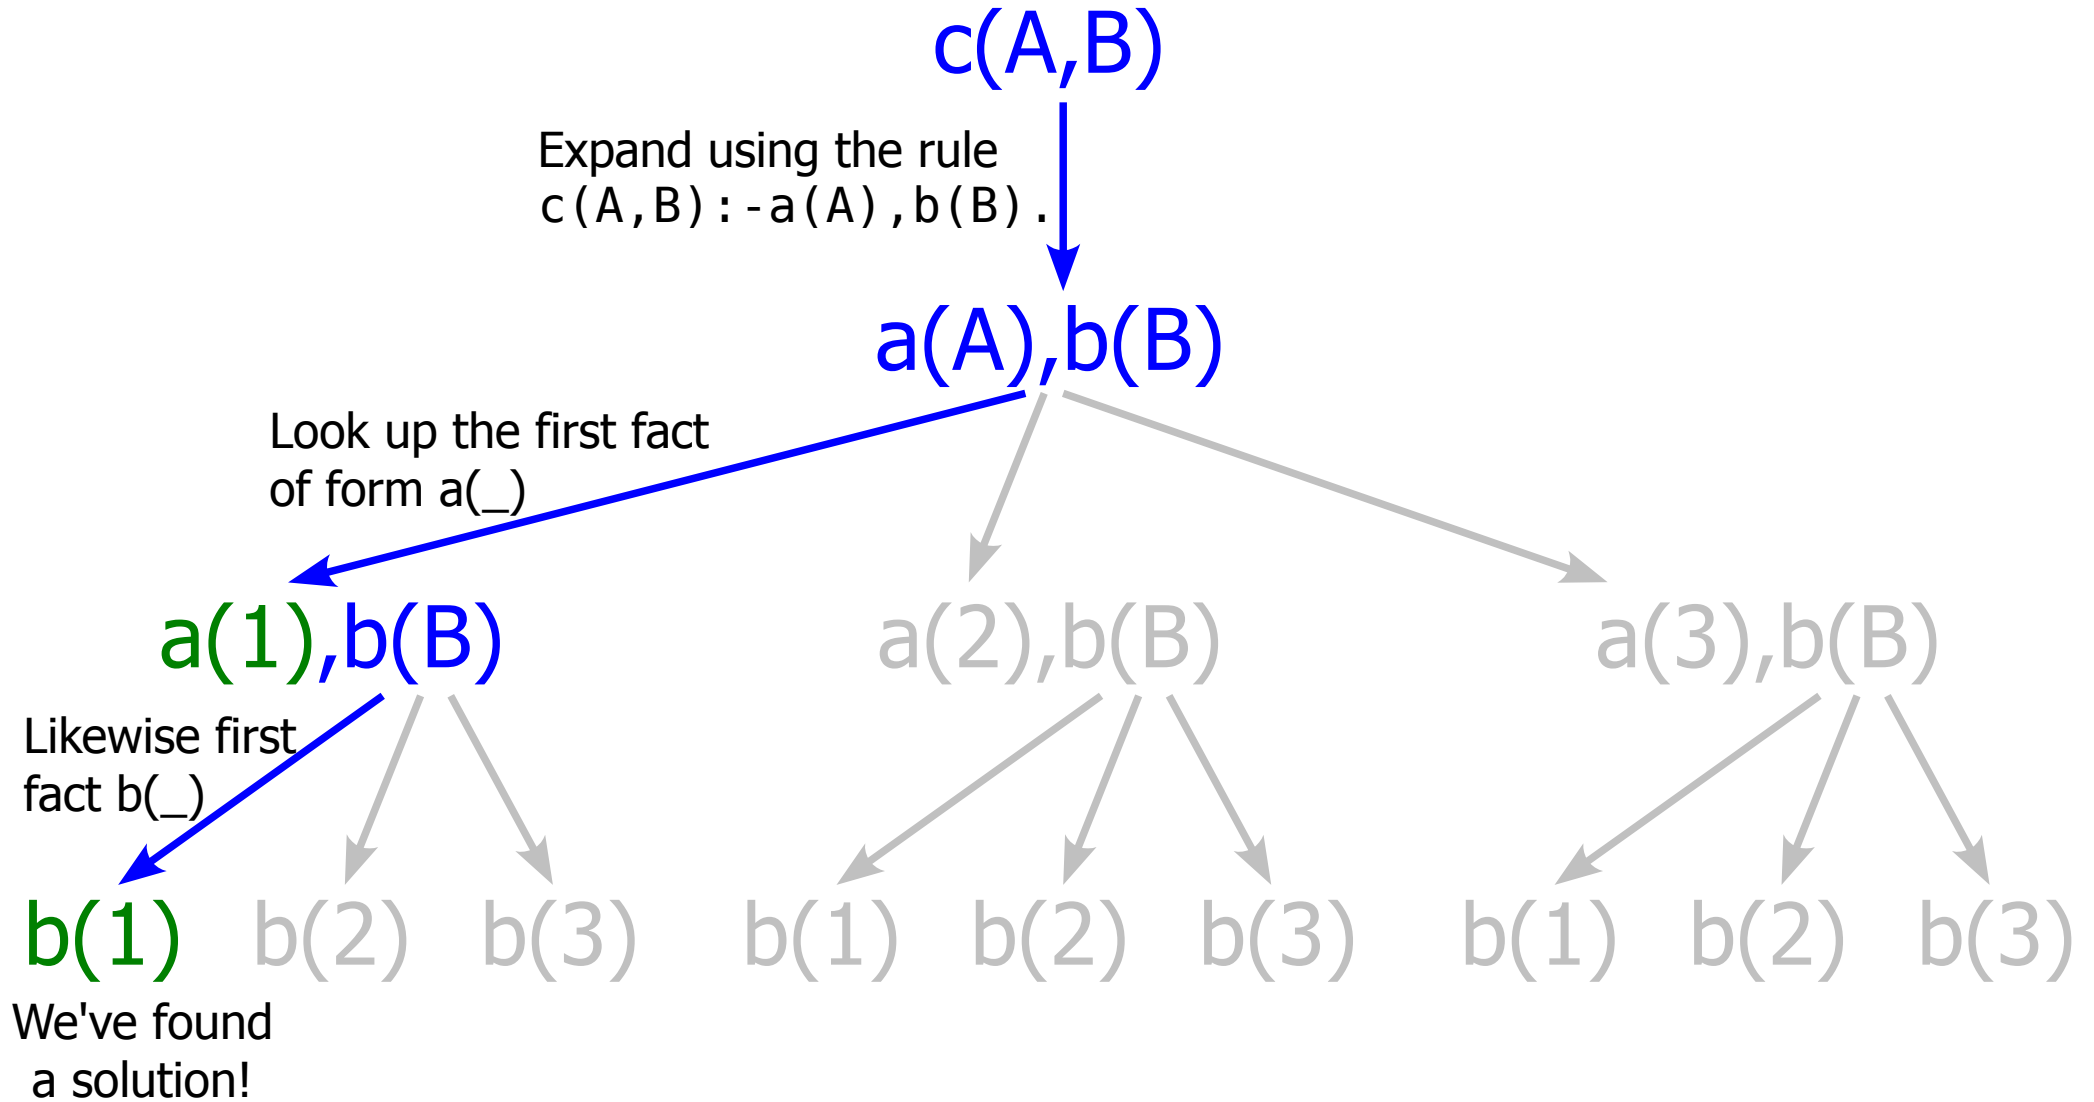 c(A,B)
Expand using the rule
c(A,B):-a(A),b(B).
a(A),b(B)
Look up the first fact
of form a(_)
a(1),b(B) a(2),b(B) a(3),b(B)
Likewise first
fact b(_)
b(1) b(2) b(3) b(1) b(2) b(3) b(1) b(2) b(3)
We've found
a solution!